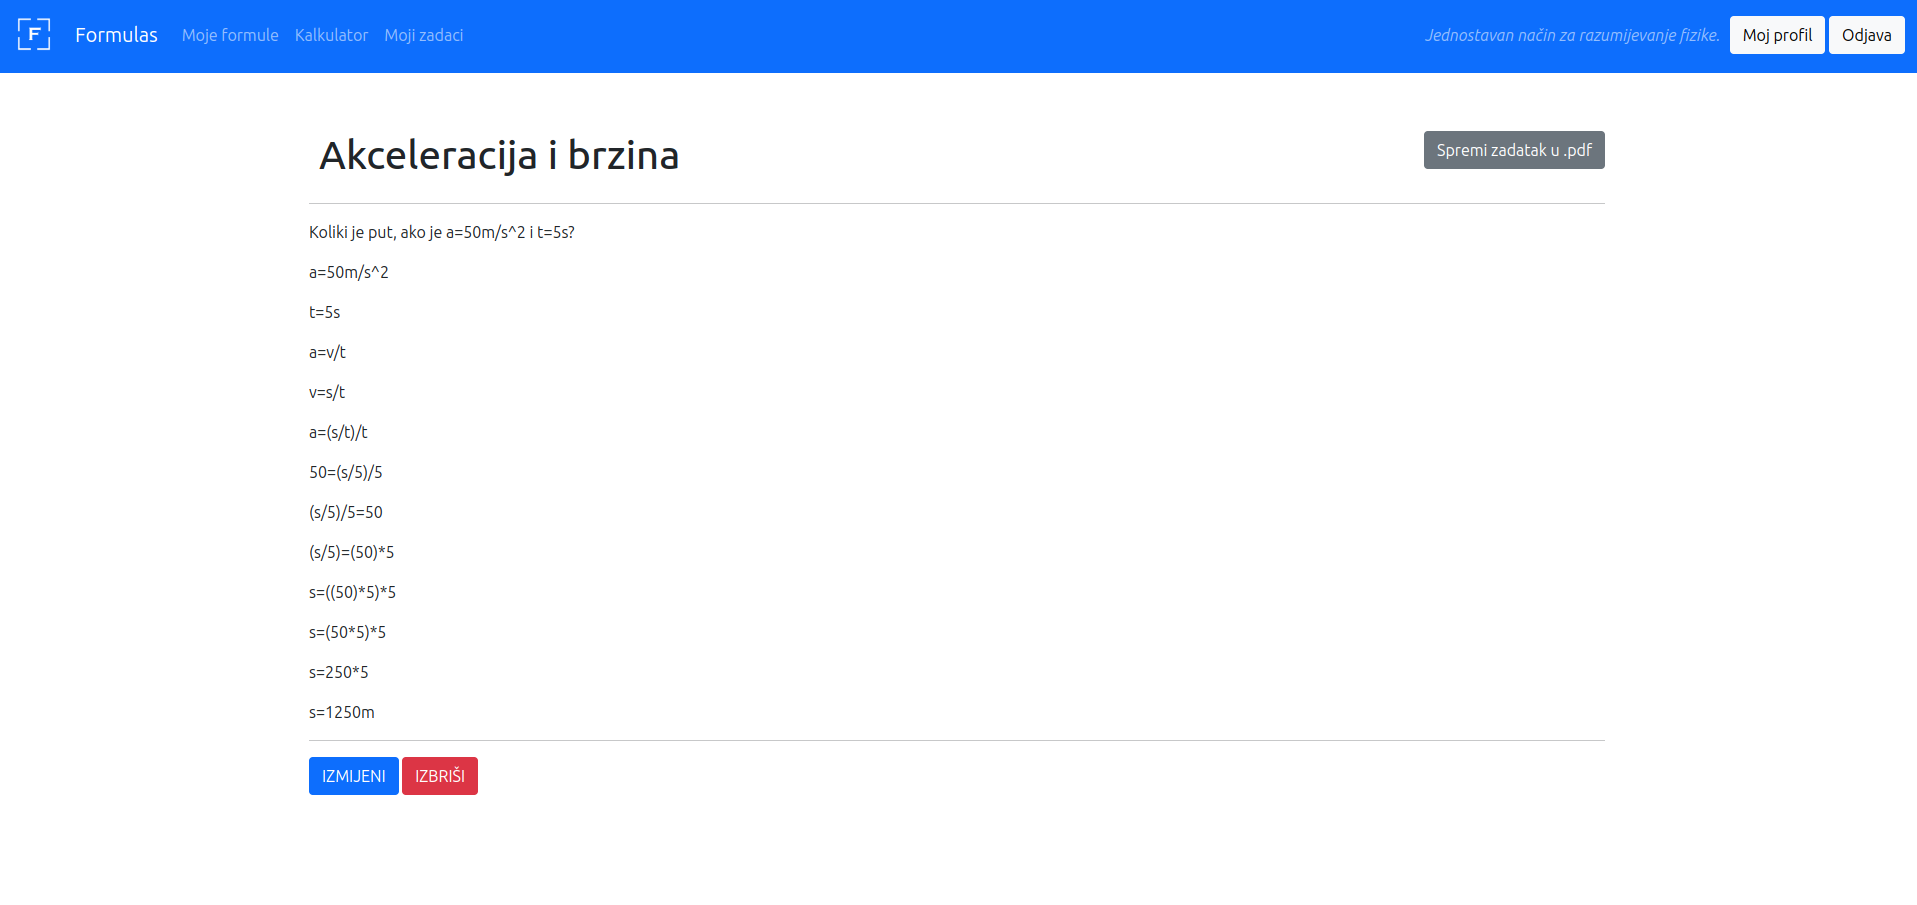 F Formulas Moje formule Kalkulator Moji zadaci Jednostavan način za razumijevanje fizike. Moj profil Odjava
Akceleracija i brzina Spremi zadatak u .pdf
Koliki je put, ako je a=50m/s^2 i t=5s?
a=50m/s^2
t=5s
a=v/t
v=s/t
a=(s/t)/t
50=(s/5)/5
(s/5)/5=50
(s/5)=(50)*5
s=((50)*5)*5
s=(50*5)*5
s=250*5
s=1250m
IZMIJENI IZBRIŠI